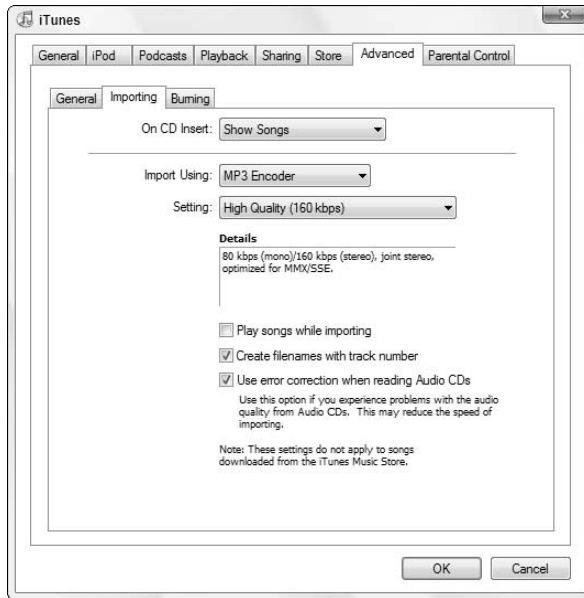 iTunes
General iPod Podcasts Playback Sharing Store Advanced Parental Control
General Importing Burning
On CD Insert: Show Songs
Import Using: MP3 Encoder
Setting: High Quality (160 kbps)
Details
80 kbps (mono)/160 kbps (stereo), joint stereo,
optimized for MMX/SSE.
Play songs while importing
Create filenames with track number
Use error correction when reading Audio CDs
Use this option if you experience problems with the audio
quality from Audio CDs. This may reduce the speed of
importing.
Note: These settings do not apply to songs
downloaded from the iTunes Music Store.
OK Cancel